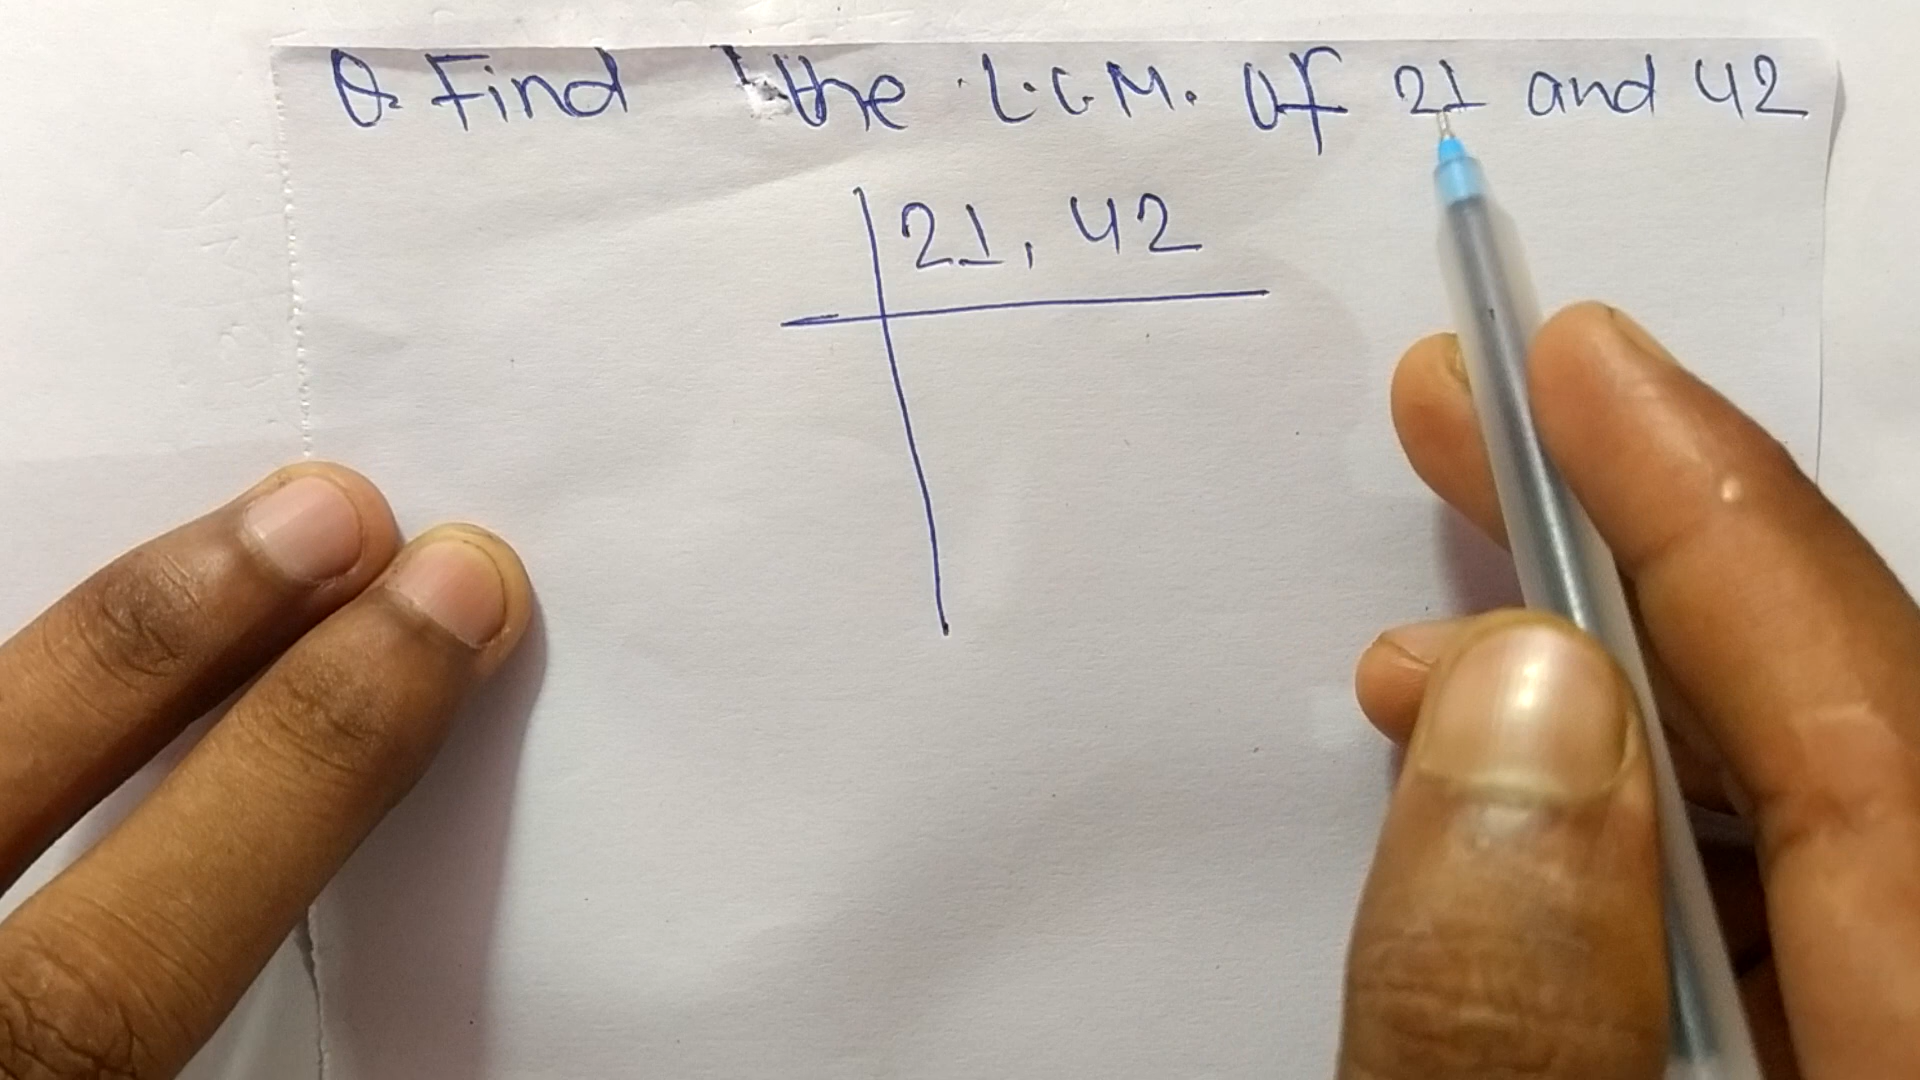 Q. Find the L.C.M. of 21 and 42
21, 42